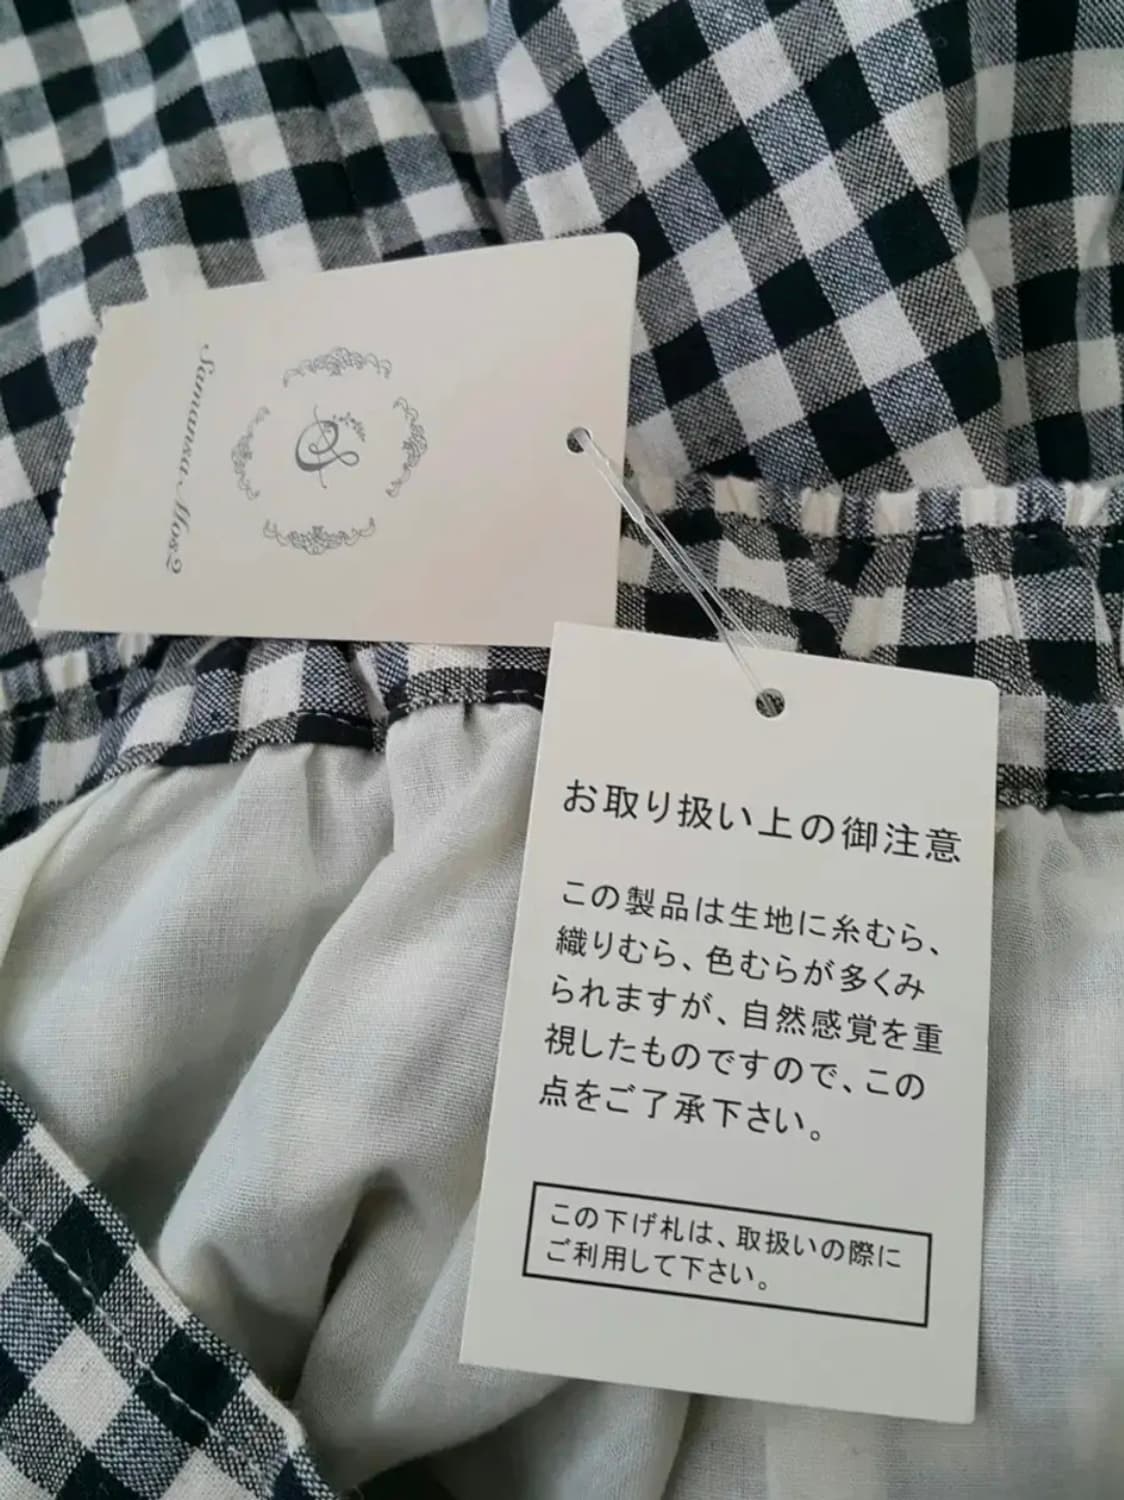 Samansa Mos2
お取り扱い上の御注意
この製品は生地に糸むら、
織りむら、色むらが多くみ
られますが、自然感覚を重
視したものですので、この
点をご了承下さい。
この下げ札は、取扱いの際に
ご利用して下さい。